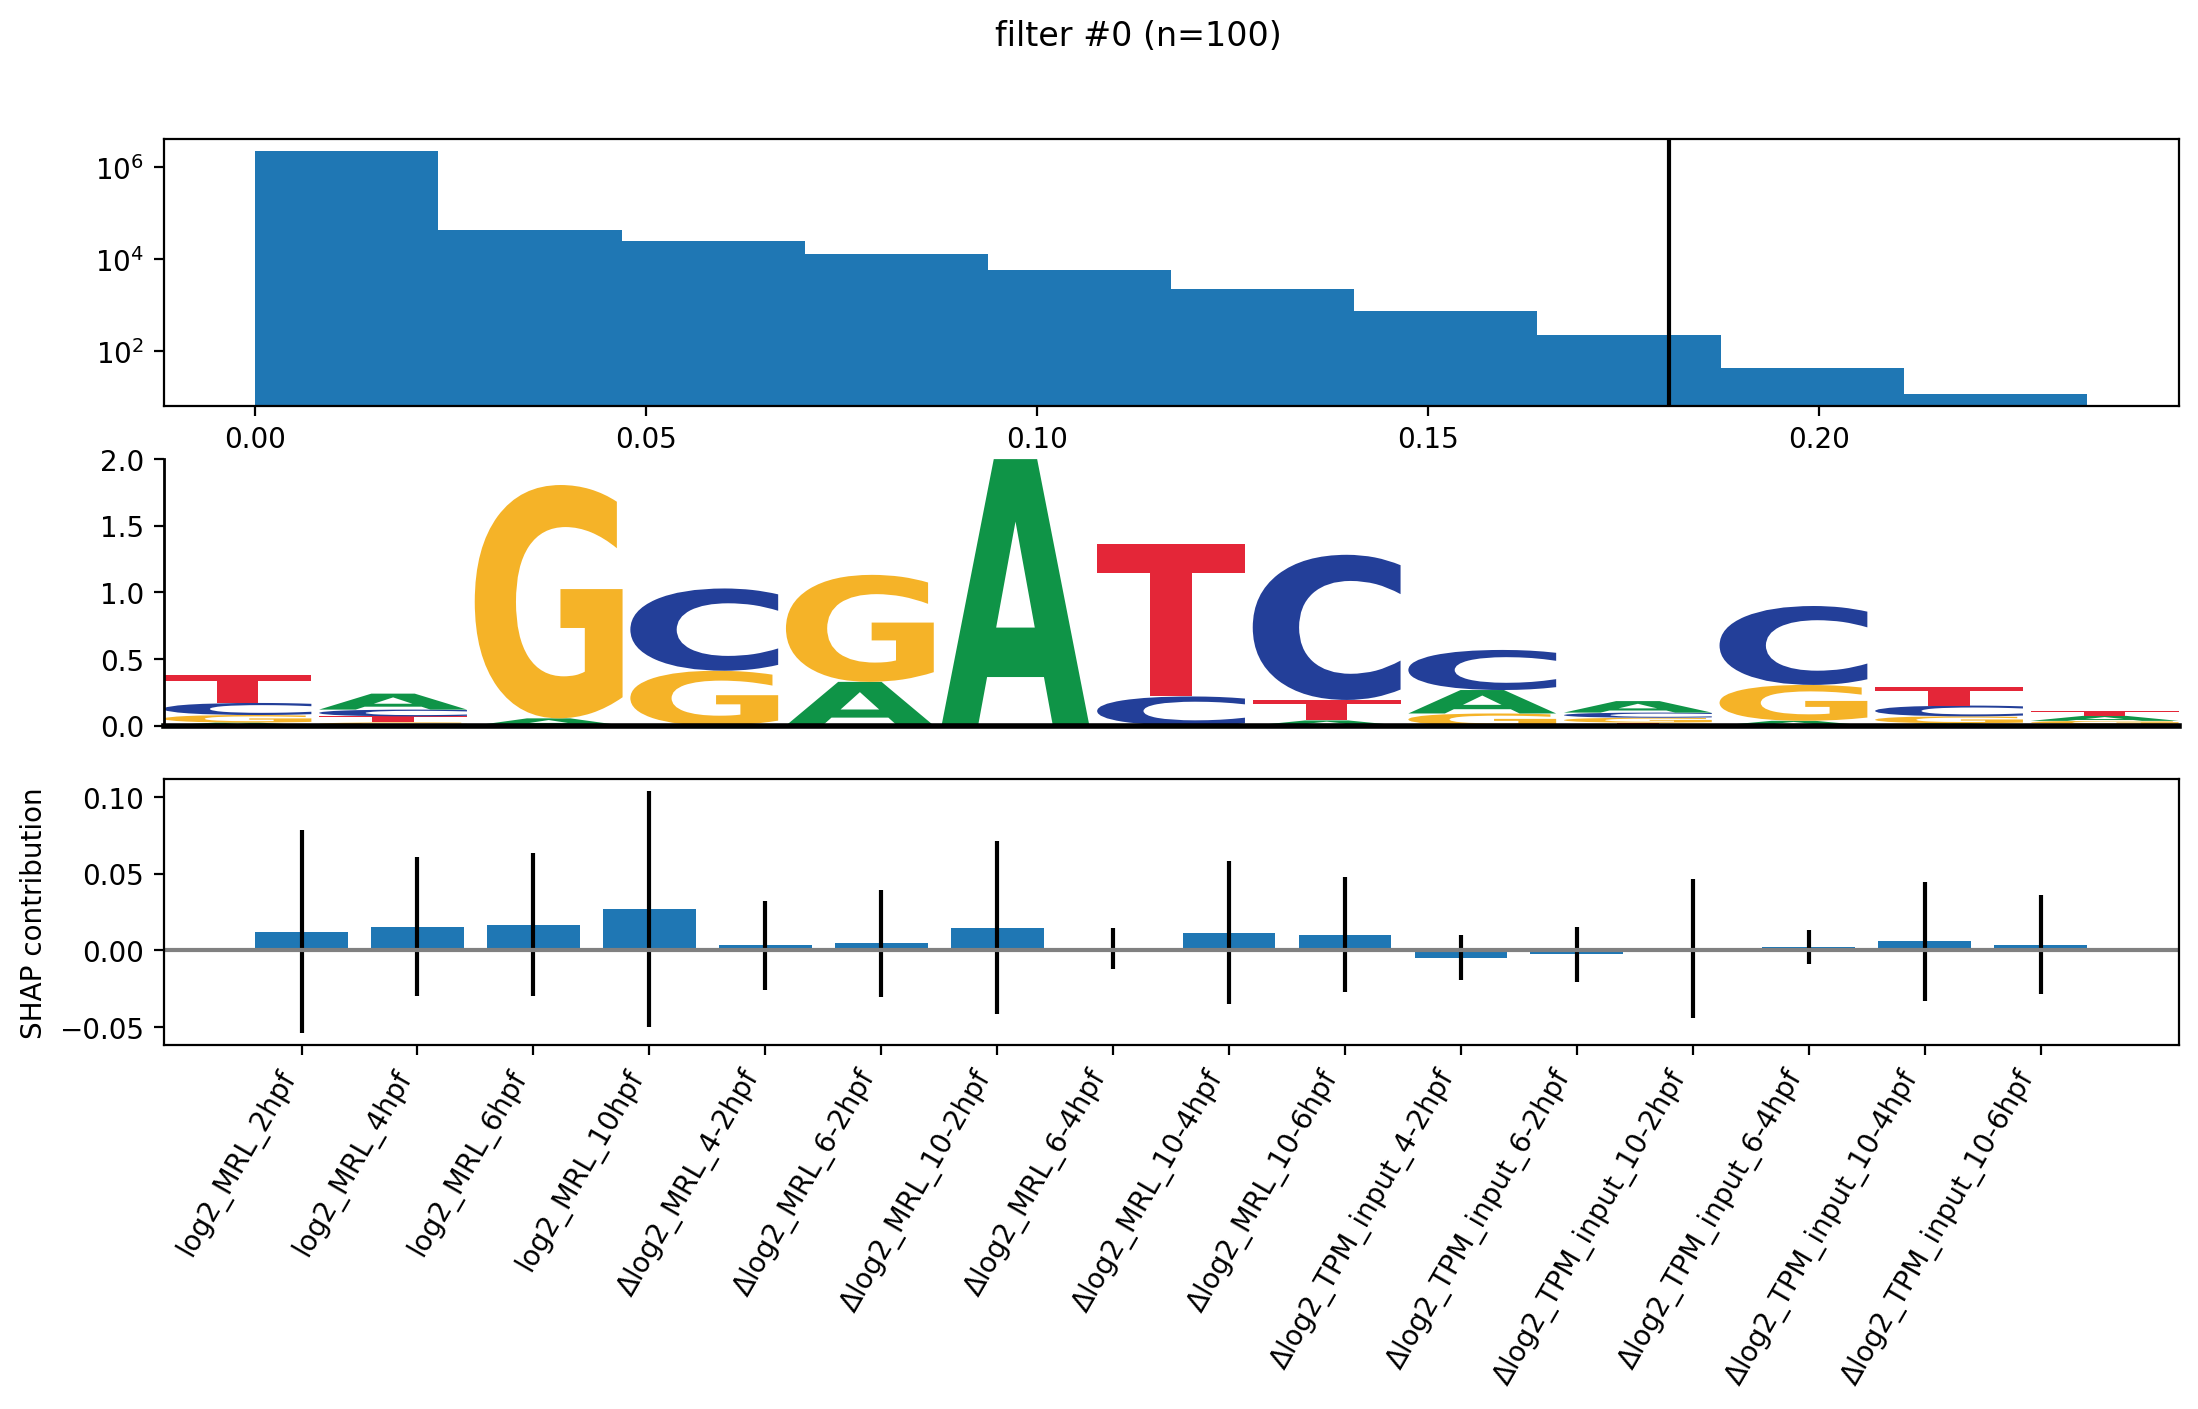 filter #0 (n=100)
10⁶
10⁴
10²
0.00 0.05 0.10 0.15 0.20
2.0
1.5
1.0
0.5
0.0
T A G C G A T C C A C T T
C C A G A C T A C G C A
G T A G G A G G
SHAP contribution
0.10
0.05
0.00
−0.05
log2_MRL_2hpf
log2_MRL_4hpf
log2_MRL_6hpf
log2_MRL_10hpf
Δlog2_MRL_4-2hpf
Δlog2_MRL_6-2hpf
Δlog2_MRL_10-2hpf
Δlog2_MRL_6-4hpf
Δlog2_MRL_10-4hpf
Δlog2_MRL_10-6hpf
Δlog2_TPM_input_4-2hpf
Δlog2_TPM_input_6-2hpf
Δlog2_TPM_input_10-2hpf
Δlog2_TPM_input_6-4hpf
Δlog2_TPM_input_10-4hpf
Δlog2_TPM_input_10-6hpf